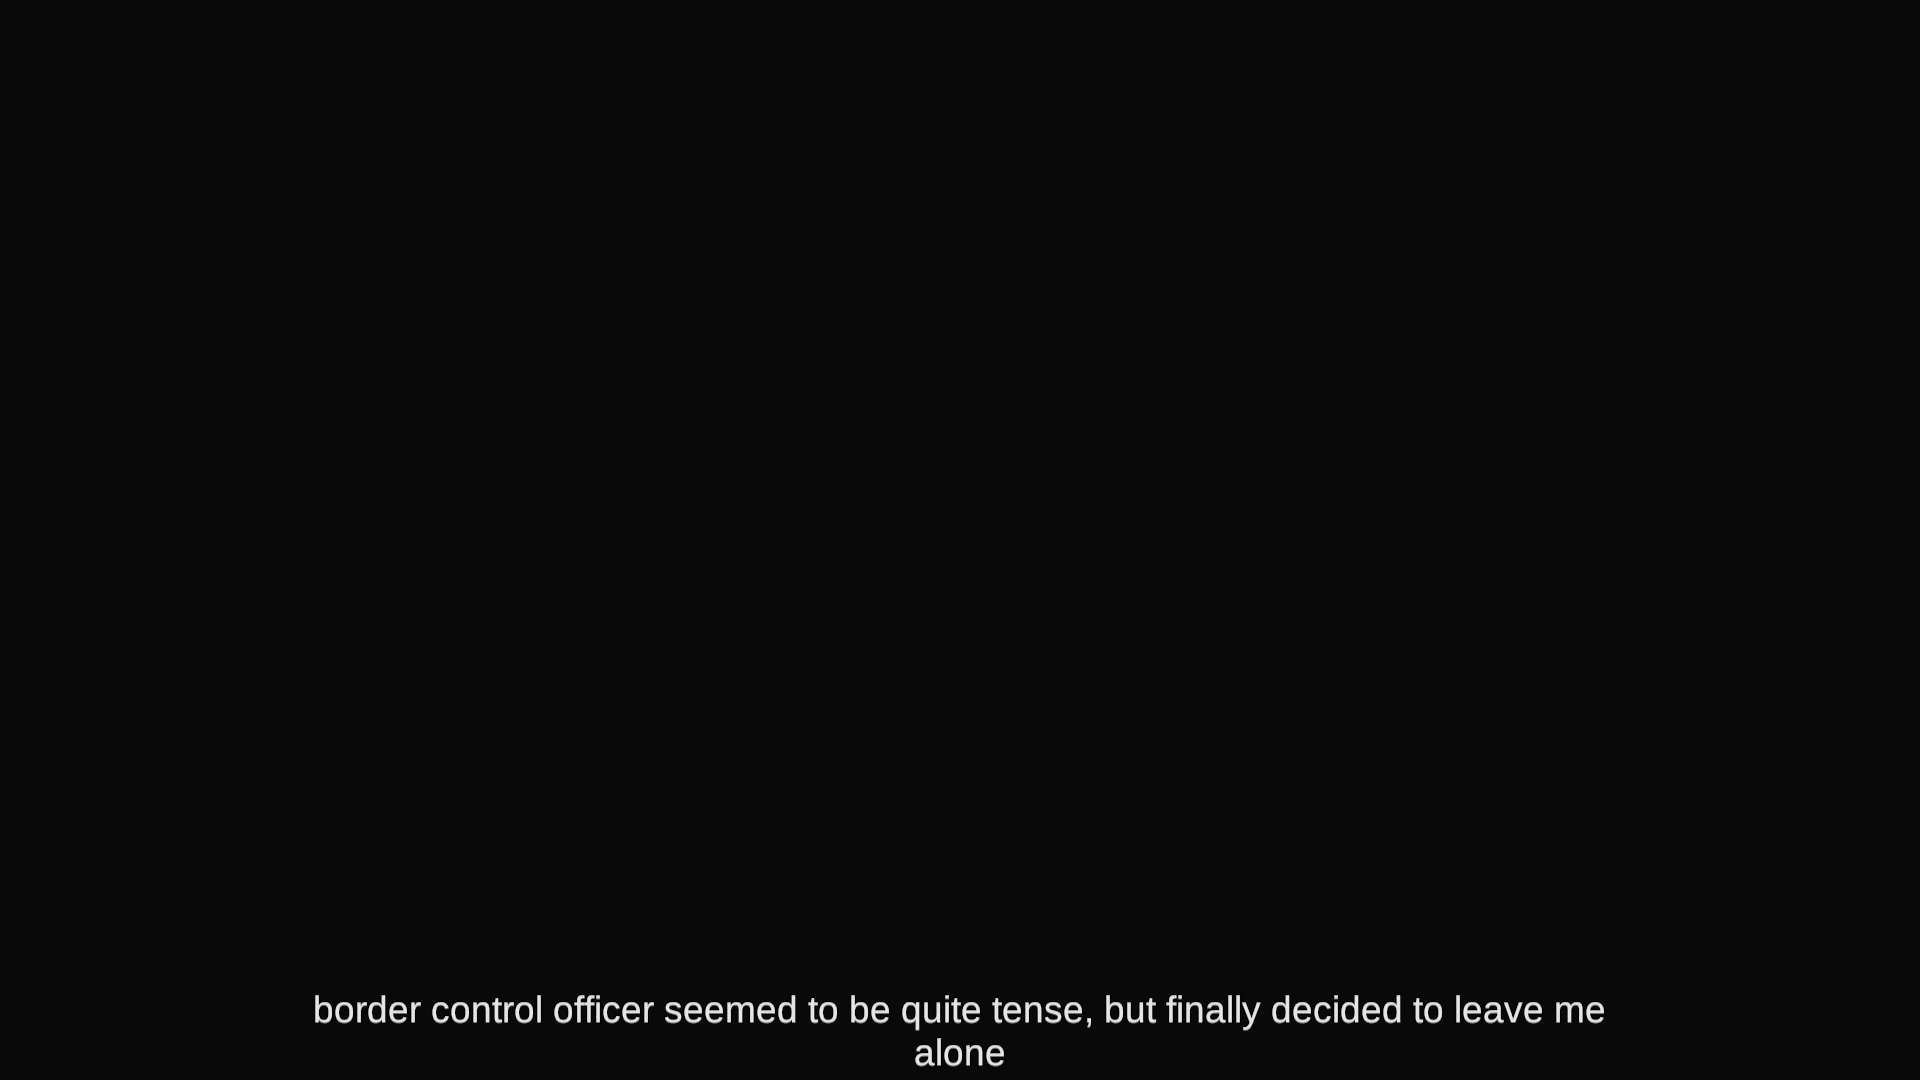 border control officer seemed to be quite tense, but finally decided to leave me
alone